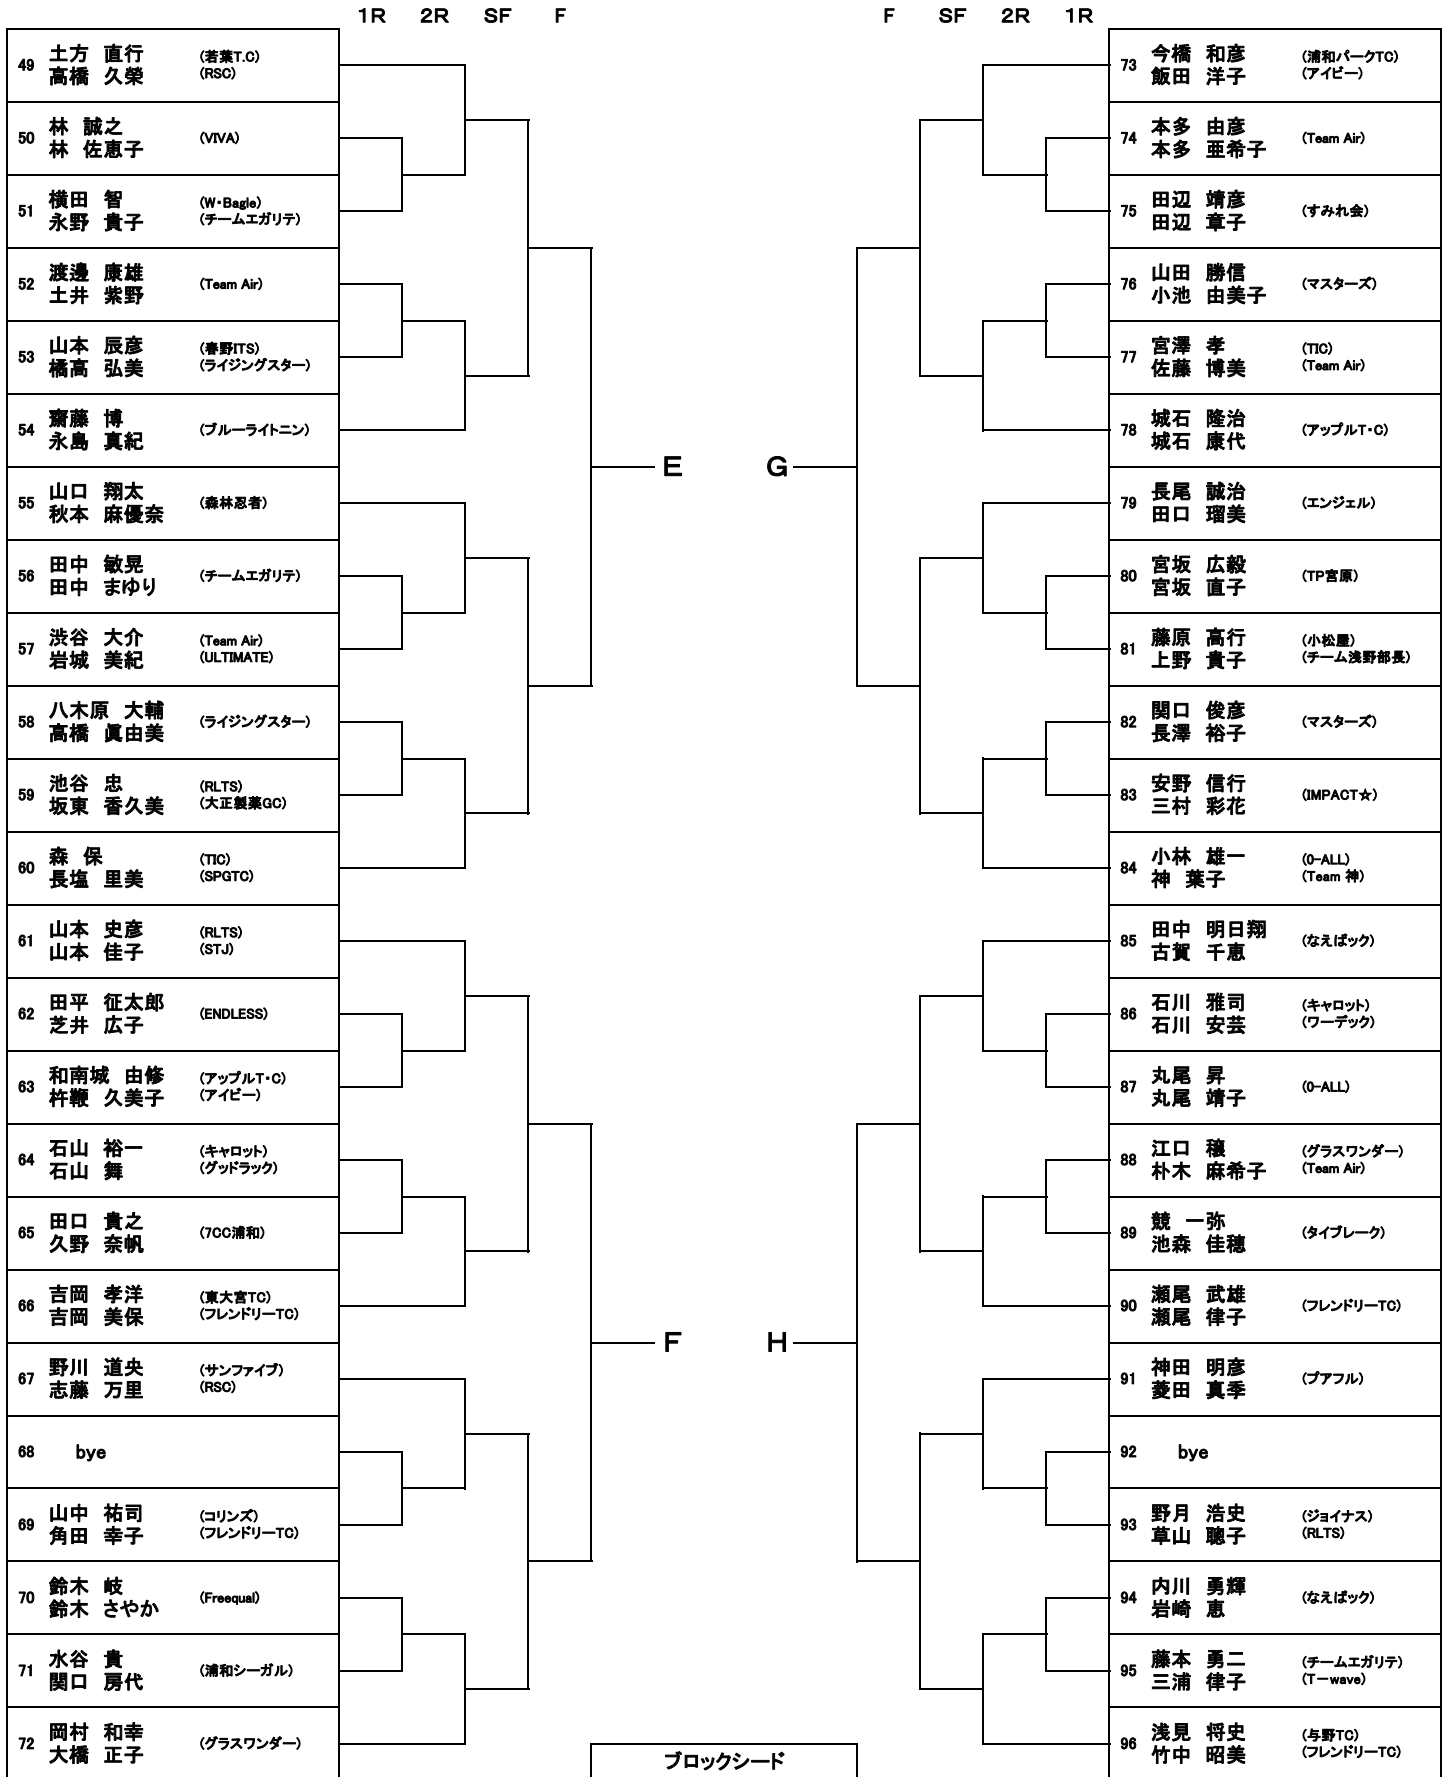 1R 2R SF F
F SF 2R 1R
49 土方 直行 (若葉T.C)
高橋 久榮 (RSC)
50 林 誠之
林 佐恵子 (VIVA)
51 横田 智 (W・Bagle)
永野 貴子 (チームエガリテ)
52 渡邊 康雄
土井 紫野 (Team Air)
53 山本 辰彦 (春野ITS)
橘高 弘美 (ライジングスター)
54 齋藤 博
永島 真紀 (ブルーライトニン)
55 山口 翔太
秋本 麻優奈 (森林忍者)
56 田中 敏晃
田中 まゆり (チームエガリテ)
57 渋谷 大介 (Team Air)
岩城 美紀 (ULTIMATE)
58 八木原 大輔
高橋 眞由美 (ライジングスター)
59 池谷 忠 (RLTS)
坂東 香久美 (大正製薬GC)
60 森 保 (TIC)
長塩 里美 (SPGTC)
61 山本 史彦 (RLTS)
山本 佳子 (STJ)
62 田平 征太郎
芝井 広子 (ENDLESS)
63 和南城 由修 (アップルT・C)
杵鞭 久美子 (アイビー)
64 石山 裕一 (キャロット)
石山 舞 (グッドラック)
65 田口 貴之
久野 奈帆 (7CC浦和)
66 吉岡 孝洋 (東大宮TC)
吉岡 美保 (フレンドリーTC)
67 野川 道央 (サンファイブ)
志藤 万里 (RSC)
68 bye
69 山中 祐司 (コリンズ)
角田 幸子 (フレンドリーTC)
70 鈴木 岐
鈴木 さやか (Freequal)
71 水谷 貴
関口 房代 (浦和シーガル)
72 岡村 和幸
大橋 正子 (グラスワンダー)
E
F
G
H
73 今橋 和彦 (浦和パークTC)
飯田 洋子 (アイビー)
74 本多 由彦
本多 亜希子 (Team Air)
75 田辺 靖彦
田辺 章子 (すみれ会)
76 山田 勝信
小池 由美子 (マスターズ)
77 宮澤 孝 (TIC)
佐藤 博美 (Team Air)
78 城石 隆治
城石 康代 (アップルT・C)
79 長尾 誠治
田口 瑠美 (エンジェル)
80 宮坂 広毅
宮坂 直子 (TP宮原)
81 藤原 高行 (小松屋)
上野 貴子 (チーム浅野部長)
82 関口 俊彦
長澤 裕子 (マスターズ)
83 安野 信行
三村 彩花 (IMPACT☆)
84 小林 雄一 (0-ALL)
神 葉子 (Team 神)
85 田中 明日翔
古賀 千恵 (なえばック)
86 石川 雅司 (キャロット)
石川 安芸 (ワーデック)
87 丸尾 昇
丸尾 靖子 (0-ALL)
88 江口 穣 (グラスワンダー)
朴木 麻希子 (Team Air)
89 競 一弥
池森 佳穂 (タイブレーク)
90 瀬尾 武雄
瀬尾 律子 (フレンドリーTC)
91 神田 明彦
菱田 真季 (プアフル)
92 bye
93 野月 浩史 (ジョイナス)
草山 聰子 (RLTS)
94 内川 勇輝
岩崎 恵 (なえばック)
95 藤本 勇二 (チームエガリテ)
三浦 律子 (T－wave)
96 浅見 将史 (与野TC)
竹中 昭美 (フレンドリーTC)
ブロックシード